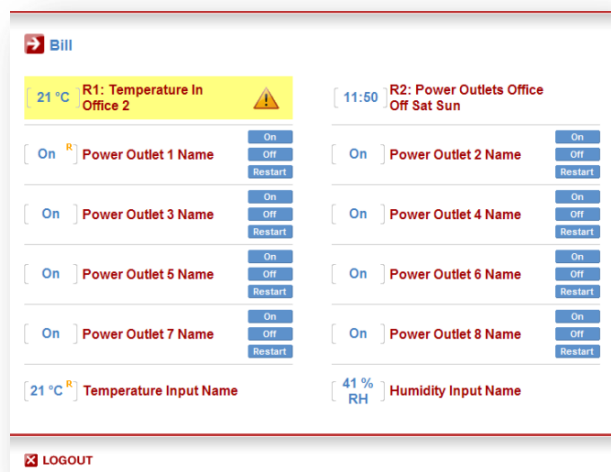 Bill
21 °C R1: Temperature In
Office 2
11:50 R2: Power Outlets Office
Off Sat Sun
On R Power Outlet 1 Name On Off Restart
On Power Outlet 2 Name On Off Restart
On Power Outlet 3 Name On Off Restart
On Power Outlet 4 Name On Off Restart
On Power Outlet 5 Name On Off Restart
On Power Outlet 6 Name On Off Restart
On Power Outlet 7 Name On Off Restart
On Power Outlet 8 Name On Off Restart
21 °C R Temperature Input Name
41 %
RH Humidity Input Name
LOGOUT